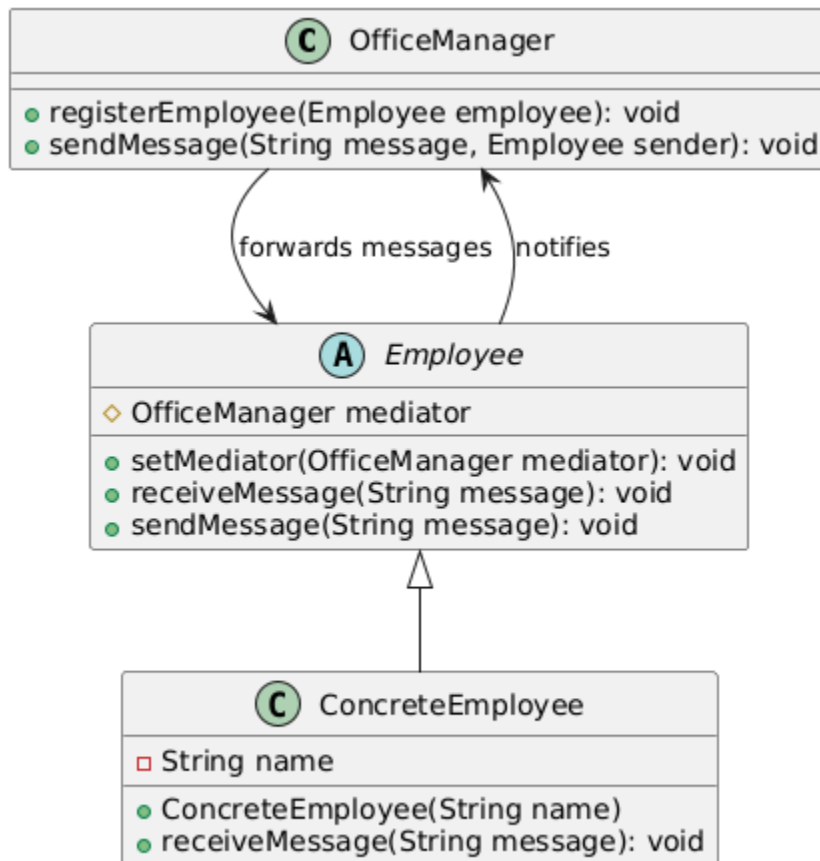 C OfficeManager
registerEmployee(Employee employee): void
sendMessage(String message, Employee sender): void
forwards messages
notifies
A Employee
OfficeManager mediator
setMediator(OfficeManager mediator): void
receiveMessage(String message): void
sendMessage(String message): void
C ConcreteEmployee
String name
ConcreteEmployee(String name)
receiveMessage(String message): void